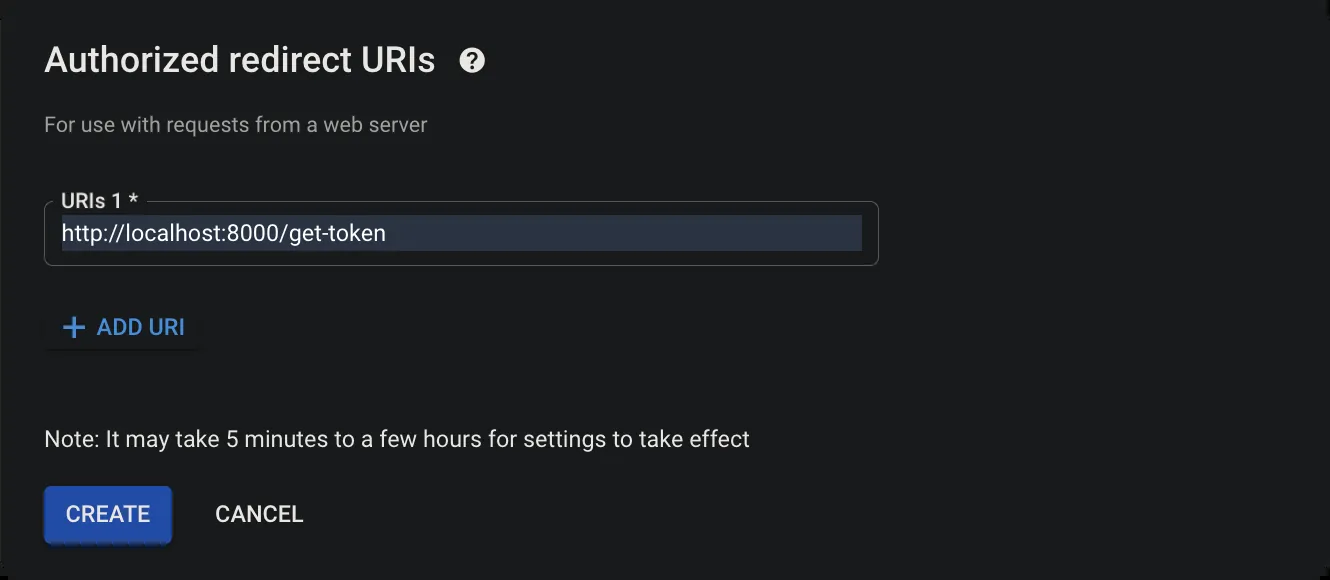 Authorized redirect URIs ?
For use with requests from a web server
URIs 1 *
http://localhost:8000/get-token
+ ADD URI
Note: It may take 5 minutes to a few hours for settings to take effect
CREATE CANCEL